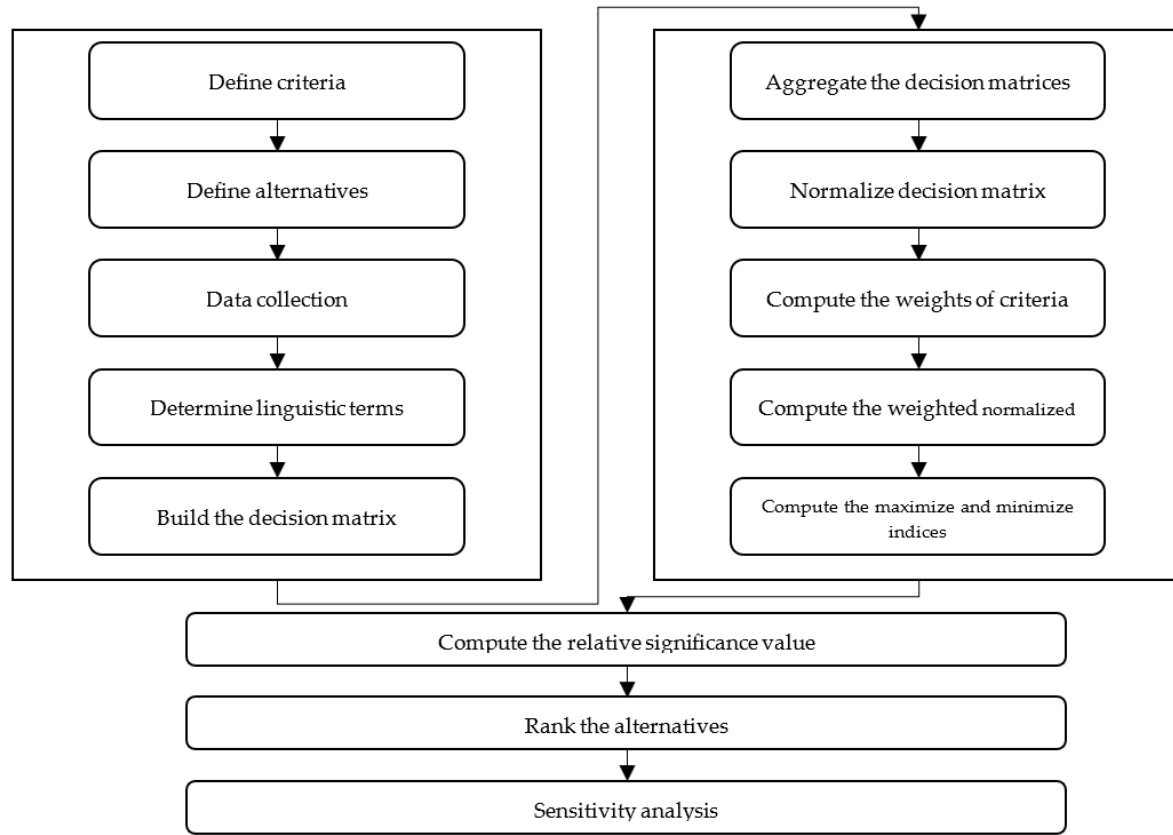 Define criteria
Define alternatives
Data collection
Determine linguistic terms
Build the decision matrix
Aggregate the decision matrices
Normalize decision matrix
Compute the weights of criteria
Compute the weighted normalized
Compute the maximize and minimize
indices
Compute the relative significance value
Rank the alternatives
Sensitivity analysis